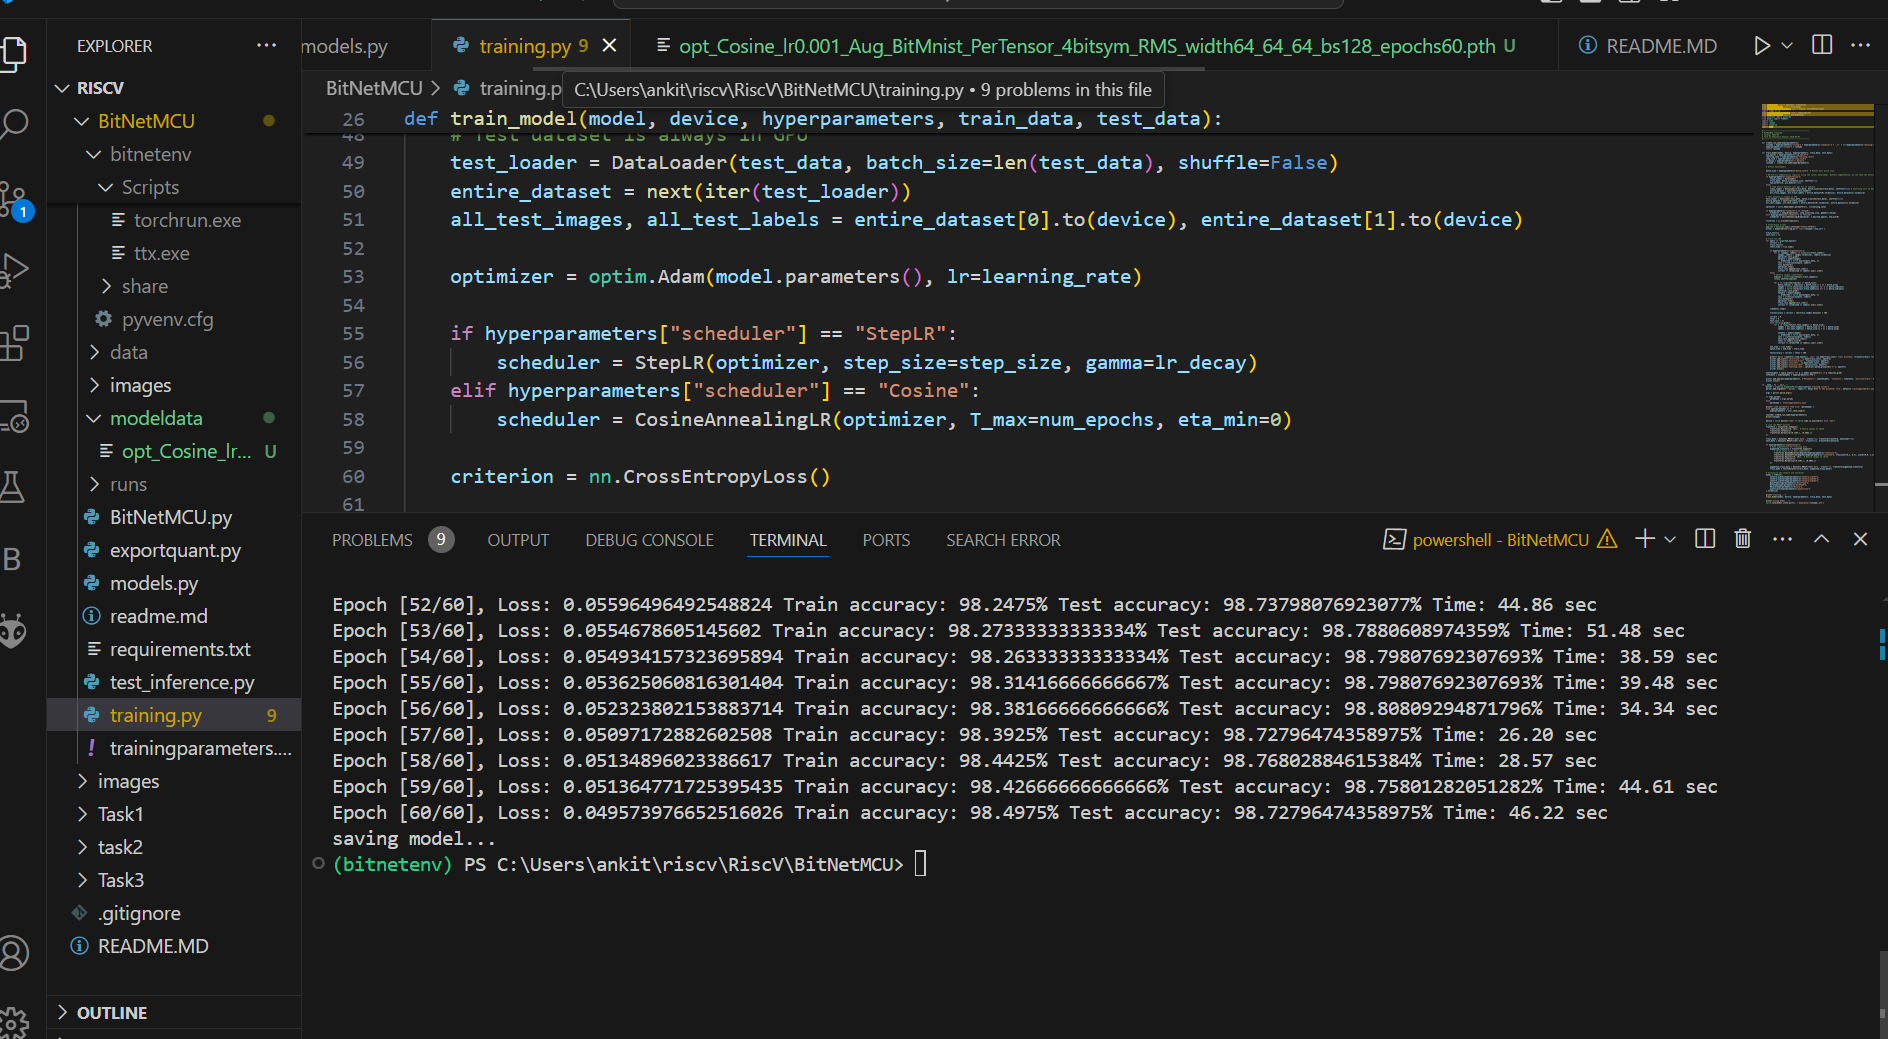 EXPLORER
RISCV
BitNetMCU
bitnetenv
Scripts
torchrun.exe
ttx.exe
share
pyvenv.cfg
data
images
modeldata
opt_Cosine_lr... U
runs
BitNetMCU.py
exportquant.py
models.py
readme.md
requirements.txt
test_inference.py
training.py 9
trainingparameters....
images
Task1
task2
Task3
.gitignore
README.MD
OUTLINE
1
models.py
training.py 9
opt_Cosine_lr0.001_Aug_BitMnist_PerTensor_4bitsym_RMS_width64_64_64_bs128_epochs60.pth U
README.MD
BitNetMCU > training.p
C:\Users\ankit\riscv\RiscV\BitNetMCU\training.py • 9 problems in this file
26 def train_model(model, device, hyperparameters, train_data, test_data):
48 # Test dataset is always in GPU
49 test_loader = DataLoader(test_data, batch_size=len(test_data), shuffle=False)
50 entire_dataset = next(iter(test_loader))
51 all_test_images, all_test_labels = entire_dataset[0].to(device), entire_dataset[1].to(device)
52
53 optimizer = optim.Adam(model.parameters(), lr=learning_rate)
54
55 if hyperparameters["scheduler"] == "StepLR":
56 scheduler = StepLR(optimizer, step_size=step_size, gamma=lr_decay)
57 elif hyperparameters["scheduler"] == "Cosine":
58 scheduler = CosineAnnealingLR(optimizer, T_max=num_epochs, eta_min=0)
59
60 criterion = nn.CrossEntropyLoss()
61
PROBLEMS 9 OUTPUT DEBUG CONSOLE TERMINAL PORTS SEARCH ERROR
powershell - BitNetMCU
Epoch [52/60], Loss: 0.05596496492548824 Train accuracy: 98.2475% Test accuracy: 98.73798076923077% Time: 44.86 sec
Epoch [53/60], Loss: 0.0554678605145602 Train accuracy: 98.27333333333334% Test accuracy: 98.7880608974359% Time: 51.48 sec
Epoch [54/60], Loss: 0.054934157323695894 Train accuracy: 98.26333333333334% Test accuracy: 98.79807692307693% Time: 38.59 sec
Epoch [55/60], Loss: 0.053625060816301404 Train accuracy: 98.31416666666667% Test accuracy: 98.79807692307693% Time: 39.48 sec
Epoch [56/60], Loss: 0.052323802153883714 Train accuracy: 98.38166666666666% Test accuracy: 98.80809294871796% Time: 34.34 sec
Epoch [57/60], Loss: 0.05097172882602508 Train accuracy: 98.3925% Test accuracy: 98.72796474358975% Time: 26.20 sec
Epoch [58/60], Loss: 0.05134896023386617 Train accuracy: 98.4425% Test accuracy: 98.76802884615384% Time: 28.57 sec
Epoch [59/60], Loss: 0.051364771725395435 Train accuracy: 98.42666666666666% Test accuracy: 98.75801282051282% Time: 44.61 sec
Epoch [60/60], Loss: 0.049573976652516026 Train accuracy: 98.4975% Test accuracy: 98.72796474358975% Time: 46.22 sec
saving model...
(bitnetenv) PS C:\Users\ankit\riscv\RiscV\BitNetMCU>